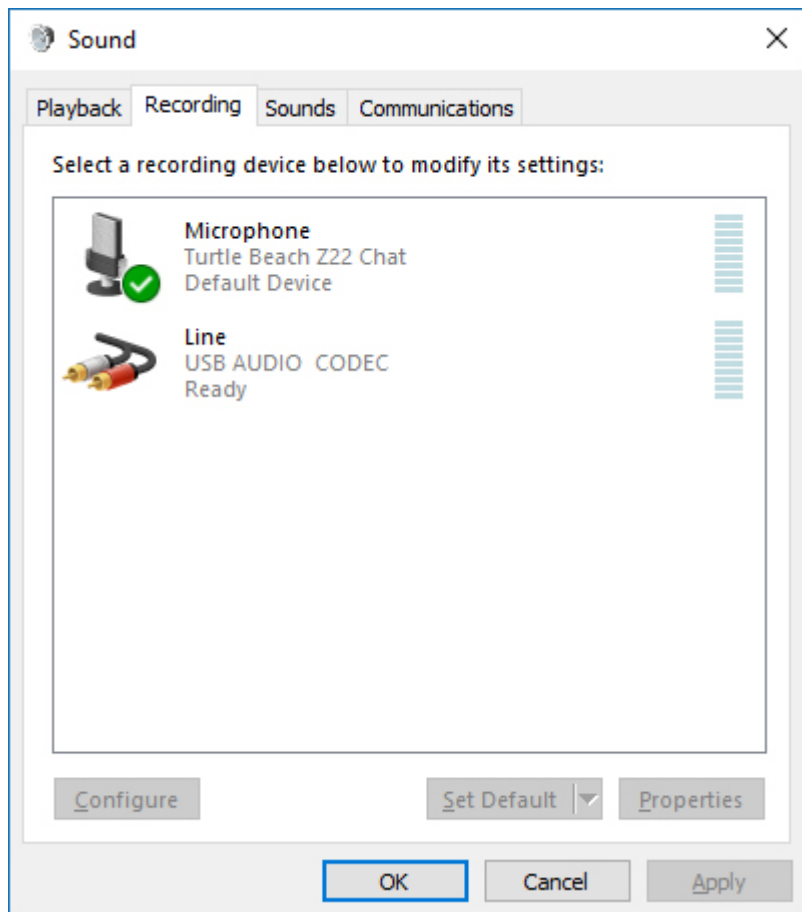 Sound
Playback Recording Sounds Communications
Select a recording device below to modify its settings:
Microphone
Turtle Beach Z22 Chat
Default Device
Line
USB AUDIO  CODEC
Ready
Configure Set Default Properties
OK Cancel Apply